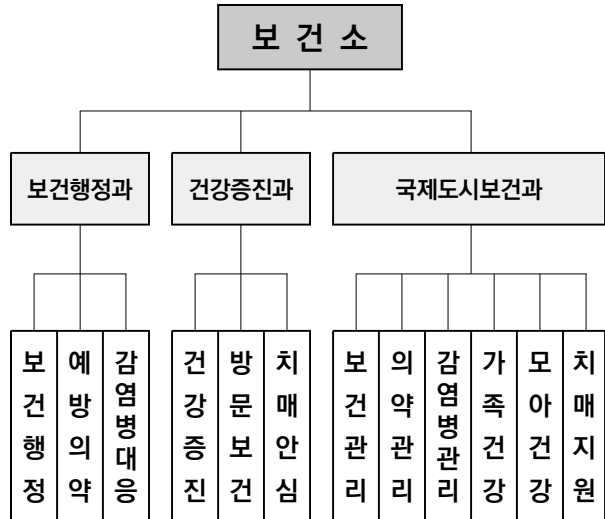 보건소
보건행정과
건강증진과
국제도시보건과
보건행정
예방의약
감염병대응
건강증진
방문보건
치매안심
보건관리
의약관리
감염병관리
가족건강
모아건강
치매지원